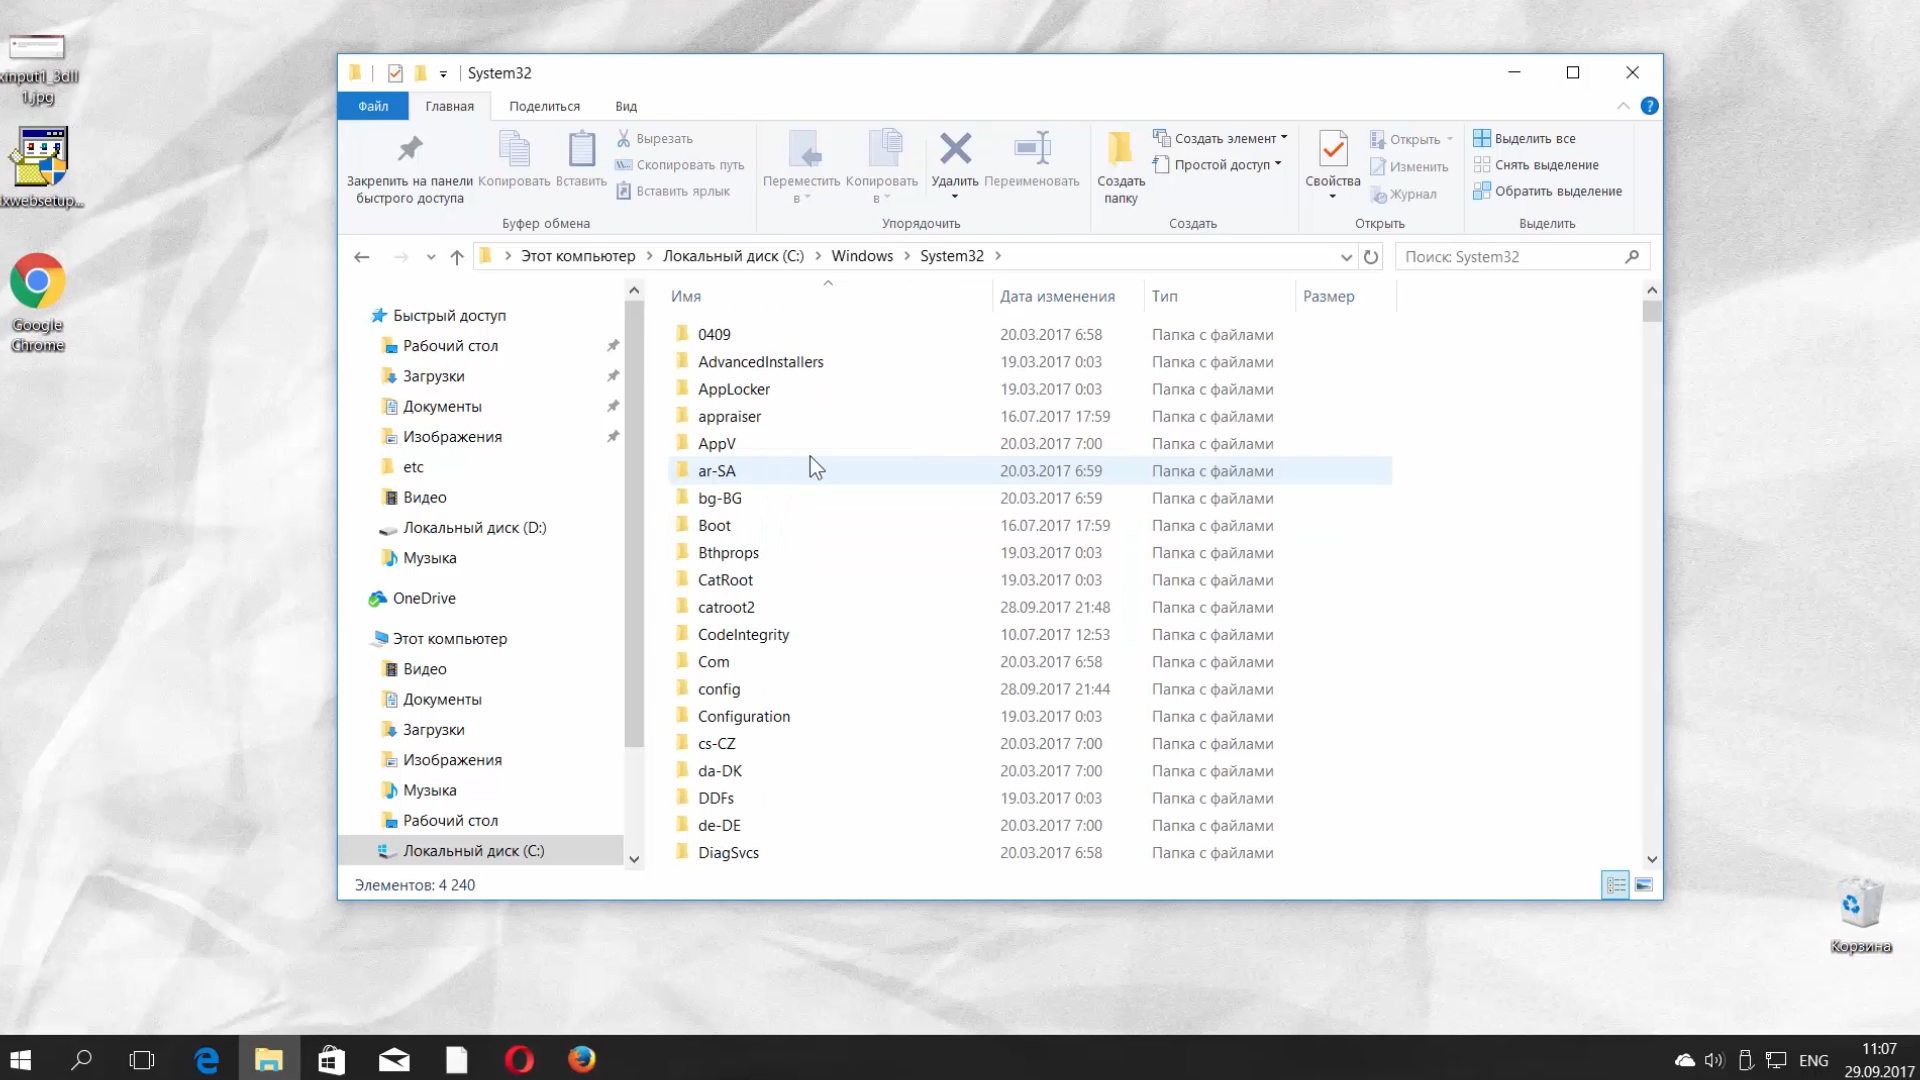 xinput1_3dll
1.jpg
Google
Chrome
Корзина
System32
Файл
Главная
Поделиться
Вид
Закрепить на панели
быстрого доступа
Копировать
Вставить
Вырезать
Скопировать путь
Вставить ярлык
Буфер обмена
Переместить
в
Копировать
в
Удалить
Переименовать
Упорядочить
Создать
папку
Создать элемент
Простой доступ
Создать
Свойства
Открыть
Изменить
Журнал
Открыть
Выделить все
Снять выделение
Обратить выделение
Выделить
Этот компьютер
Локальный диск (C:)
Windows
System32
Поиск: System32
Быстрый доступ
Рабочий стол
Загрузки
Документы
Изображения
etc
Видео
Локальный диск (D:)
Музыка
OneDrive
Этот компьютер
Видео
Документы
Загрузки
Изображения
Музыка
Рабочий стол
Локальный диск (C:)
Имя Дата изменения Тип Размер
0409 20.03.2017 6:58 Папка с файлами
AdvancedInstallers 19.03.2017 0:03 Папка с файлами
AppLocker 19.03.2017 0:03 Папка с файлами
appraiser 16.07.2017 17:59 Папка с файлами
AppV 20.03.2017 7:00 Папка с файлами
ar-SA 20.03.2017 6:59 Папка с файлами
bg-BG 20.03.2017 6:59 Папка с файлами
Boot 16.07.2017 17:59 Папка с файлами
Bthprops 19.03.2017 0:03 Папка с файлами
CatRoot 19.03.2017 0:03 Папка с файлами
catroot2 28.09.2017 21:48 Папка с файлами
CodeIntegrity 10.07.2017 12:53 Папка с файлами
Com 20.03.2017 6:58 Папка с файлами
config 28.09.2017 21:44 Папка с файлами
Configuration 19.03.2017 0:03 Папка с файлами
cs-CZ 20.03.2017 7:00 Папка с файлами
da-DK 20.03.2017 7:00 Папка с файлами
DDFs 19.03.2017 0:03 Папка с файлами
de-DE 20.03.2017 7:00 Папка с файлами
DiagSvcs 20.03.2017 6:58 Папка с файлами
Элементов: 4 240
ENG
11:07
29.09.2017